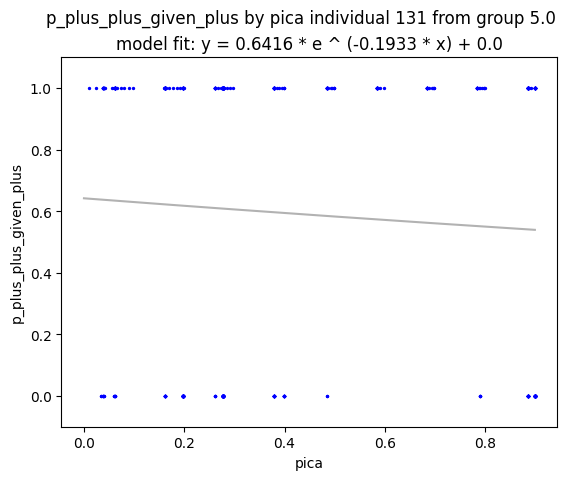 p_plus_plus_given_plus by pica individual 131 from group 5.0
model fit: y = 0.6416 * e ^ (-0.1933 * x) + 0.0
1.0
0.8
0.6
0.4
0.2
0.0
p_plus_plus_given_plus
0.0 0.2 0.4 0.6 0.8
pica